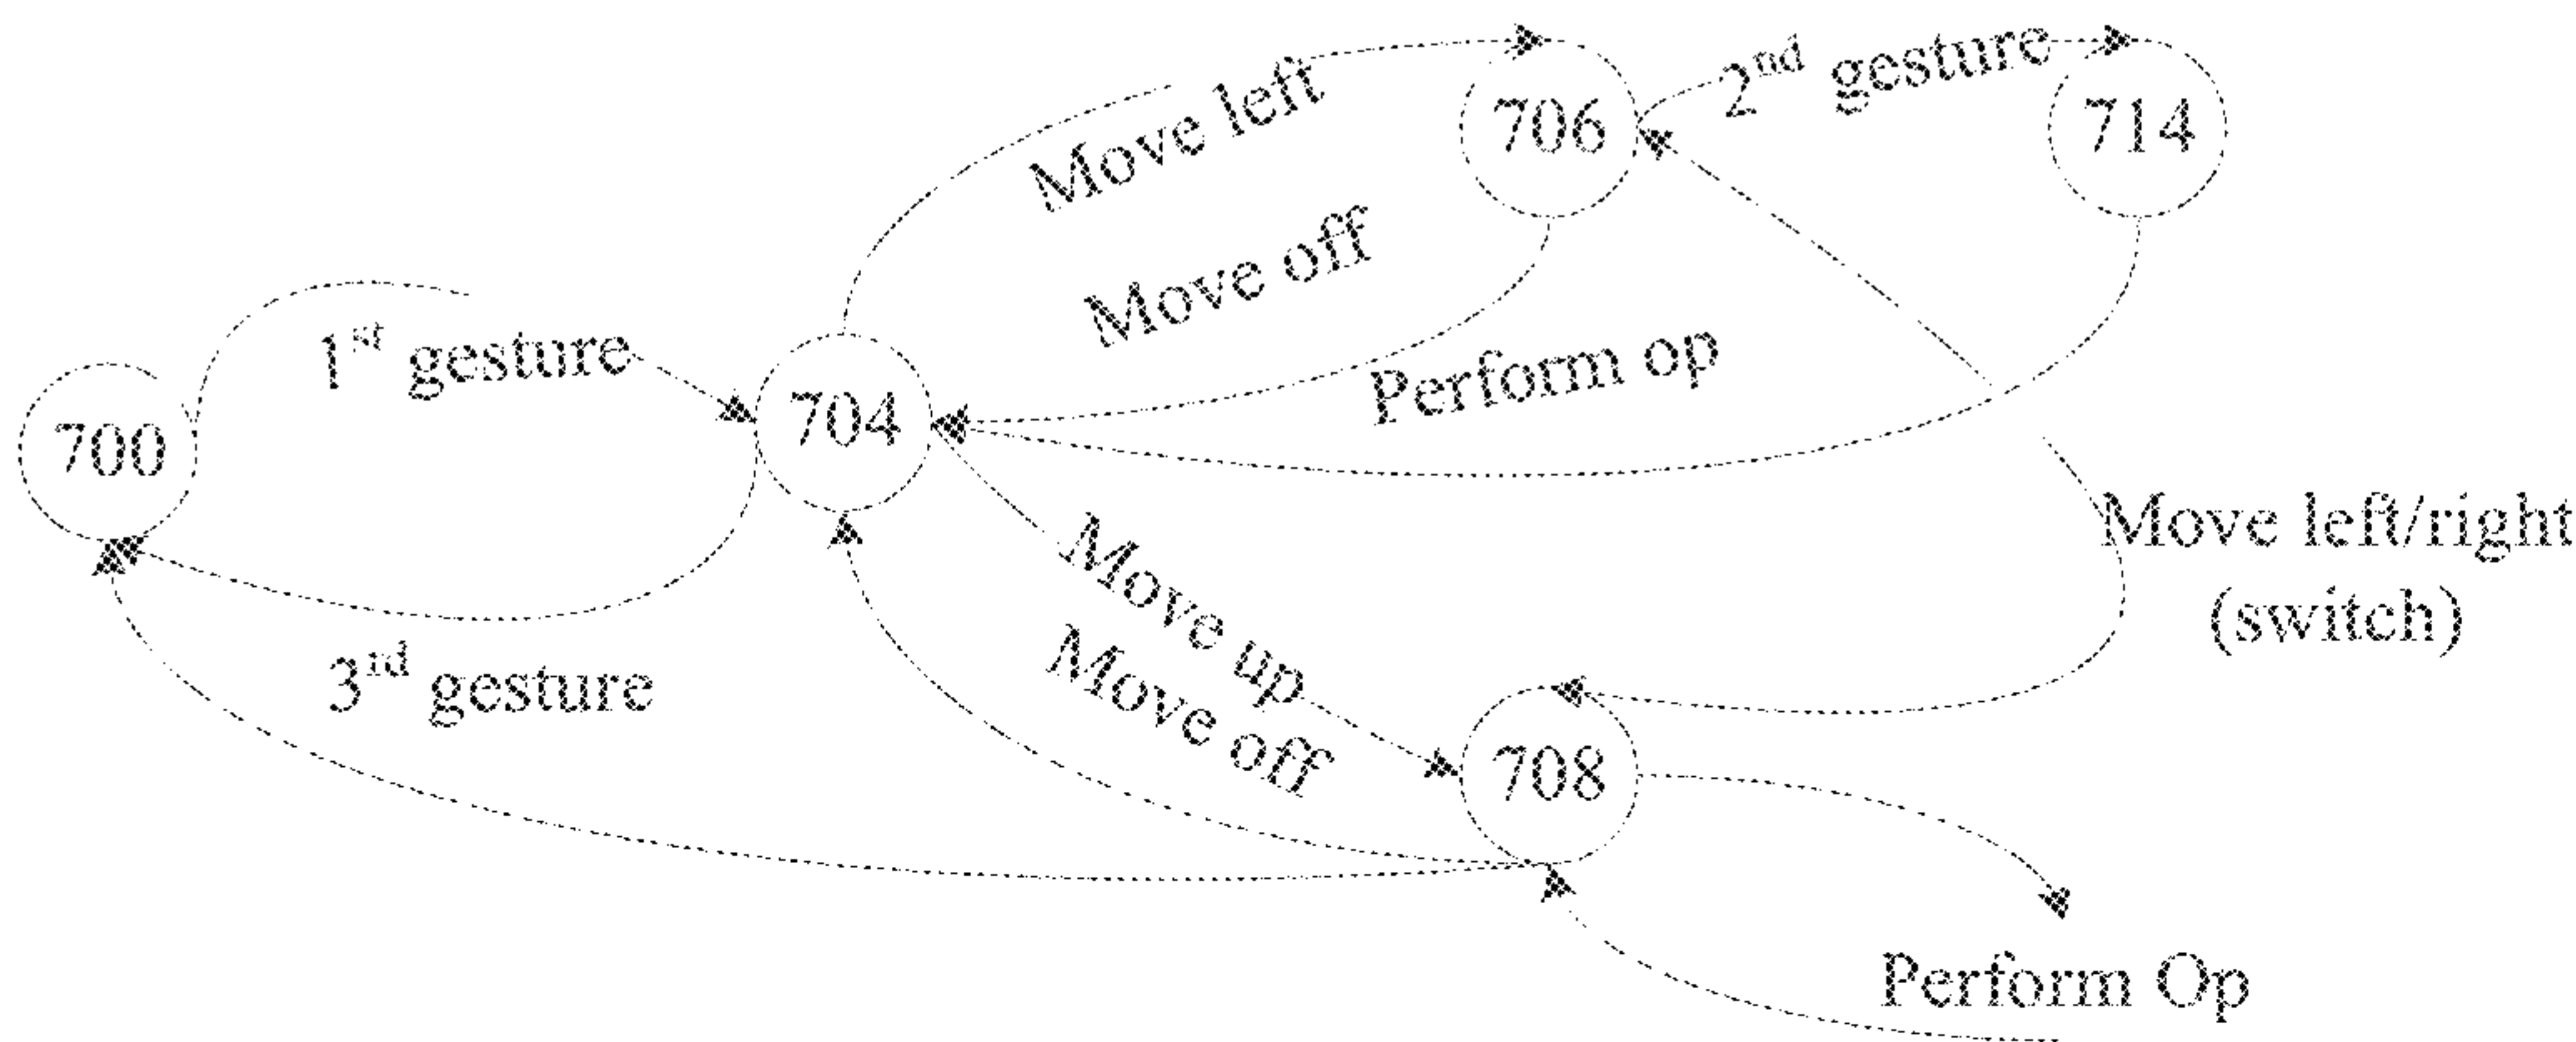 Move left
706
2nd gesture
714
Move off
1st gesture
700
704
Perform op
Move up
Move left/right
(switch)
3rd gesture
Move off
708
Perform Op